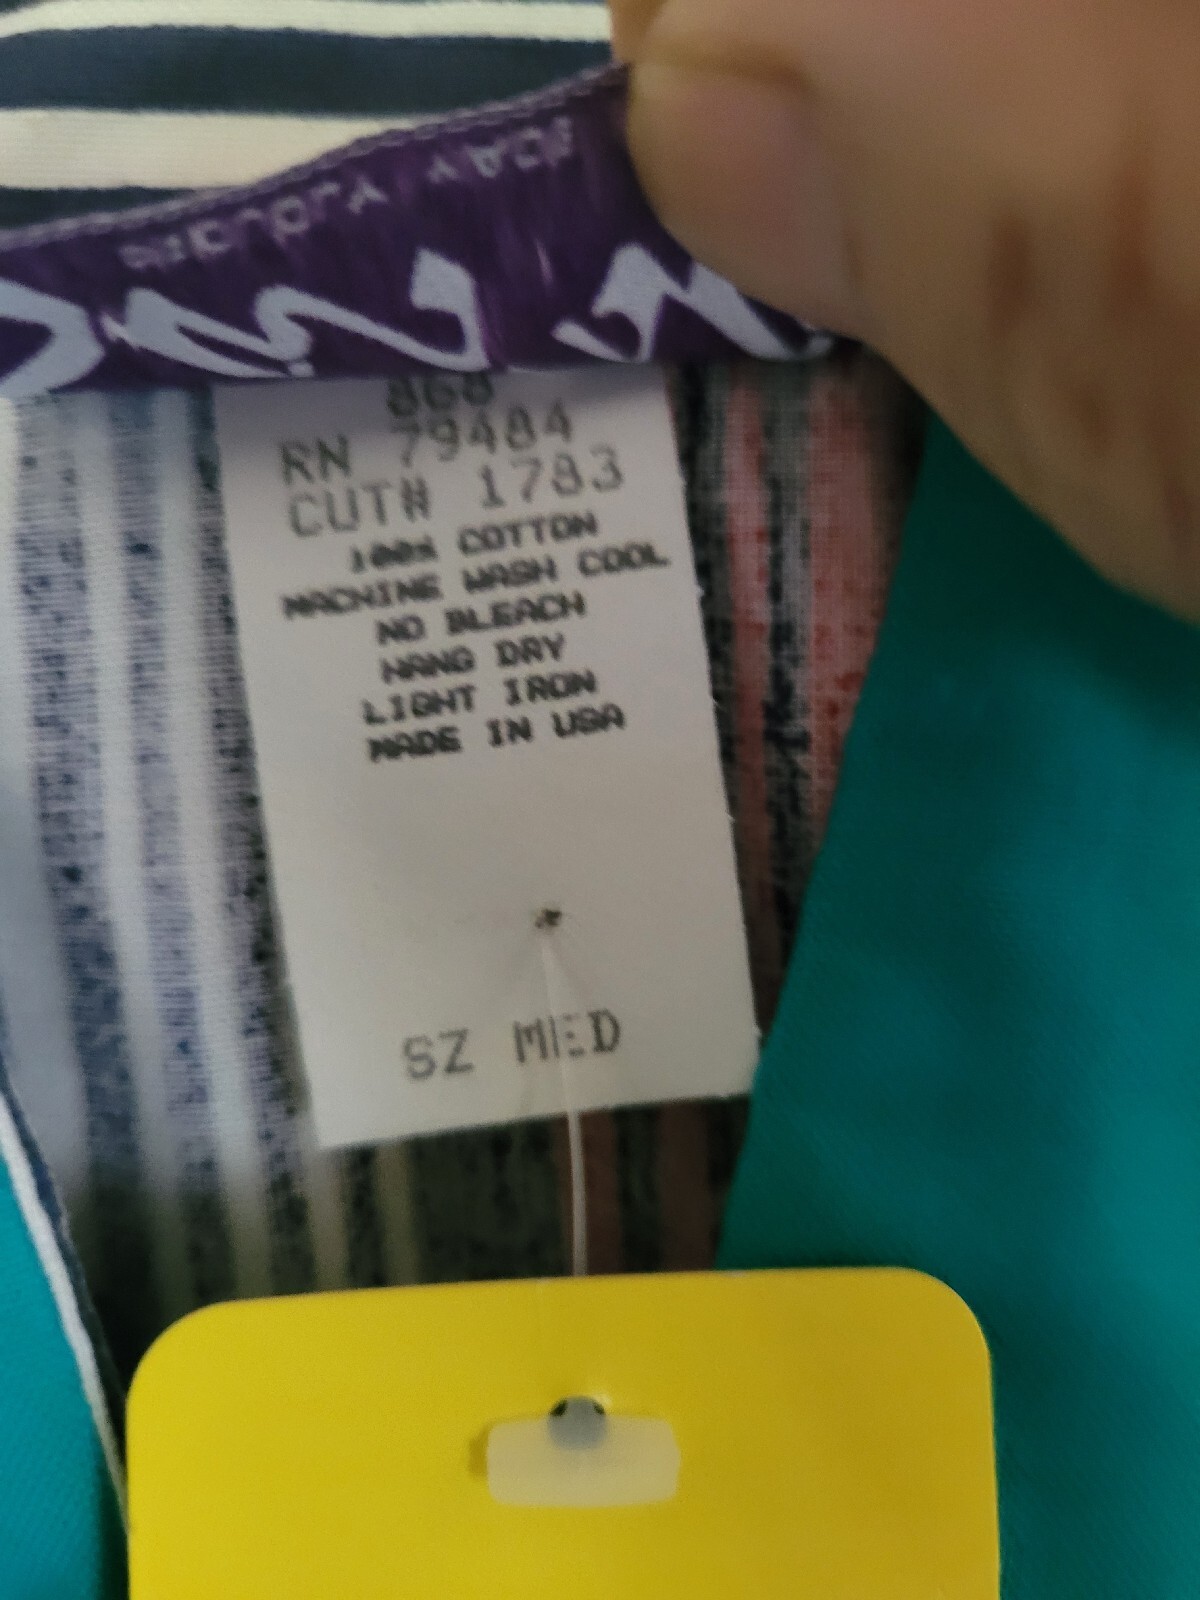 868
RN 79484
CUT# 1783
100% COTTON
MACHINE WASH COOL
NO BLEACH
HANG DRY
LIGHT IRON
MADE IN USA
SZ MED